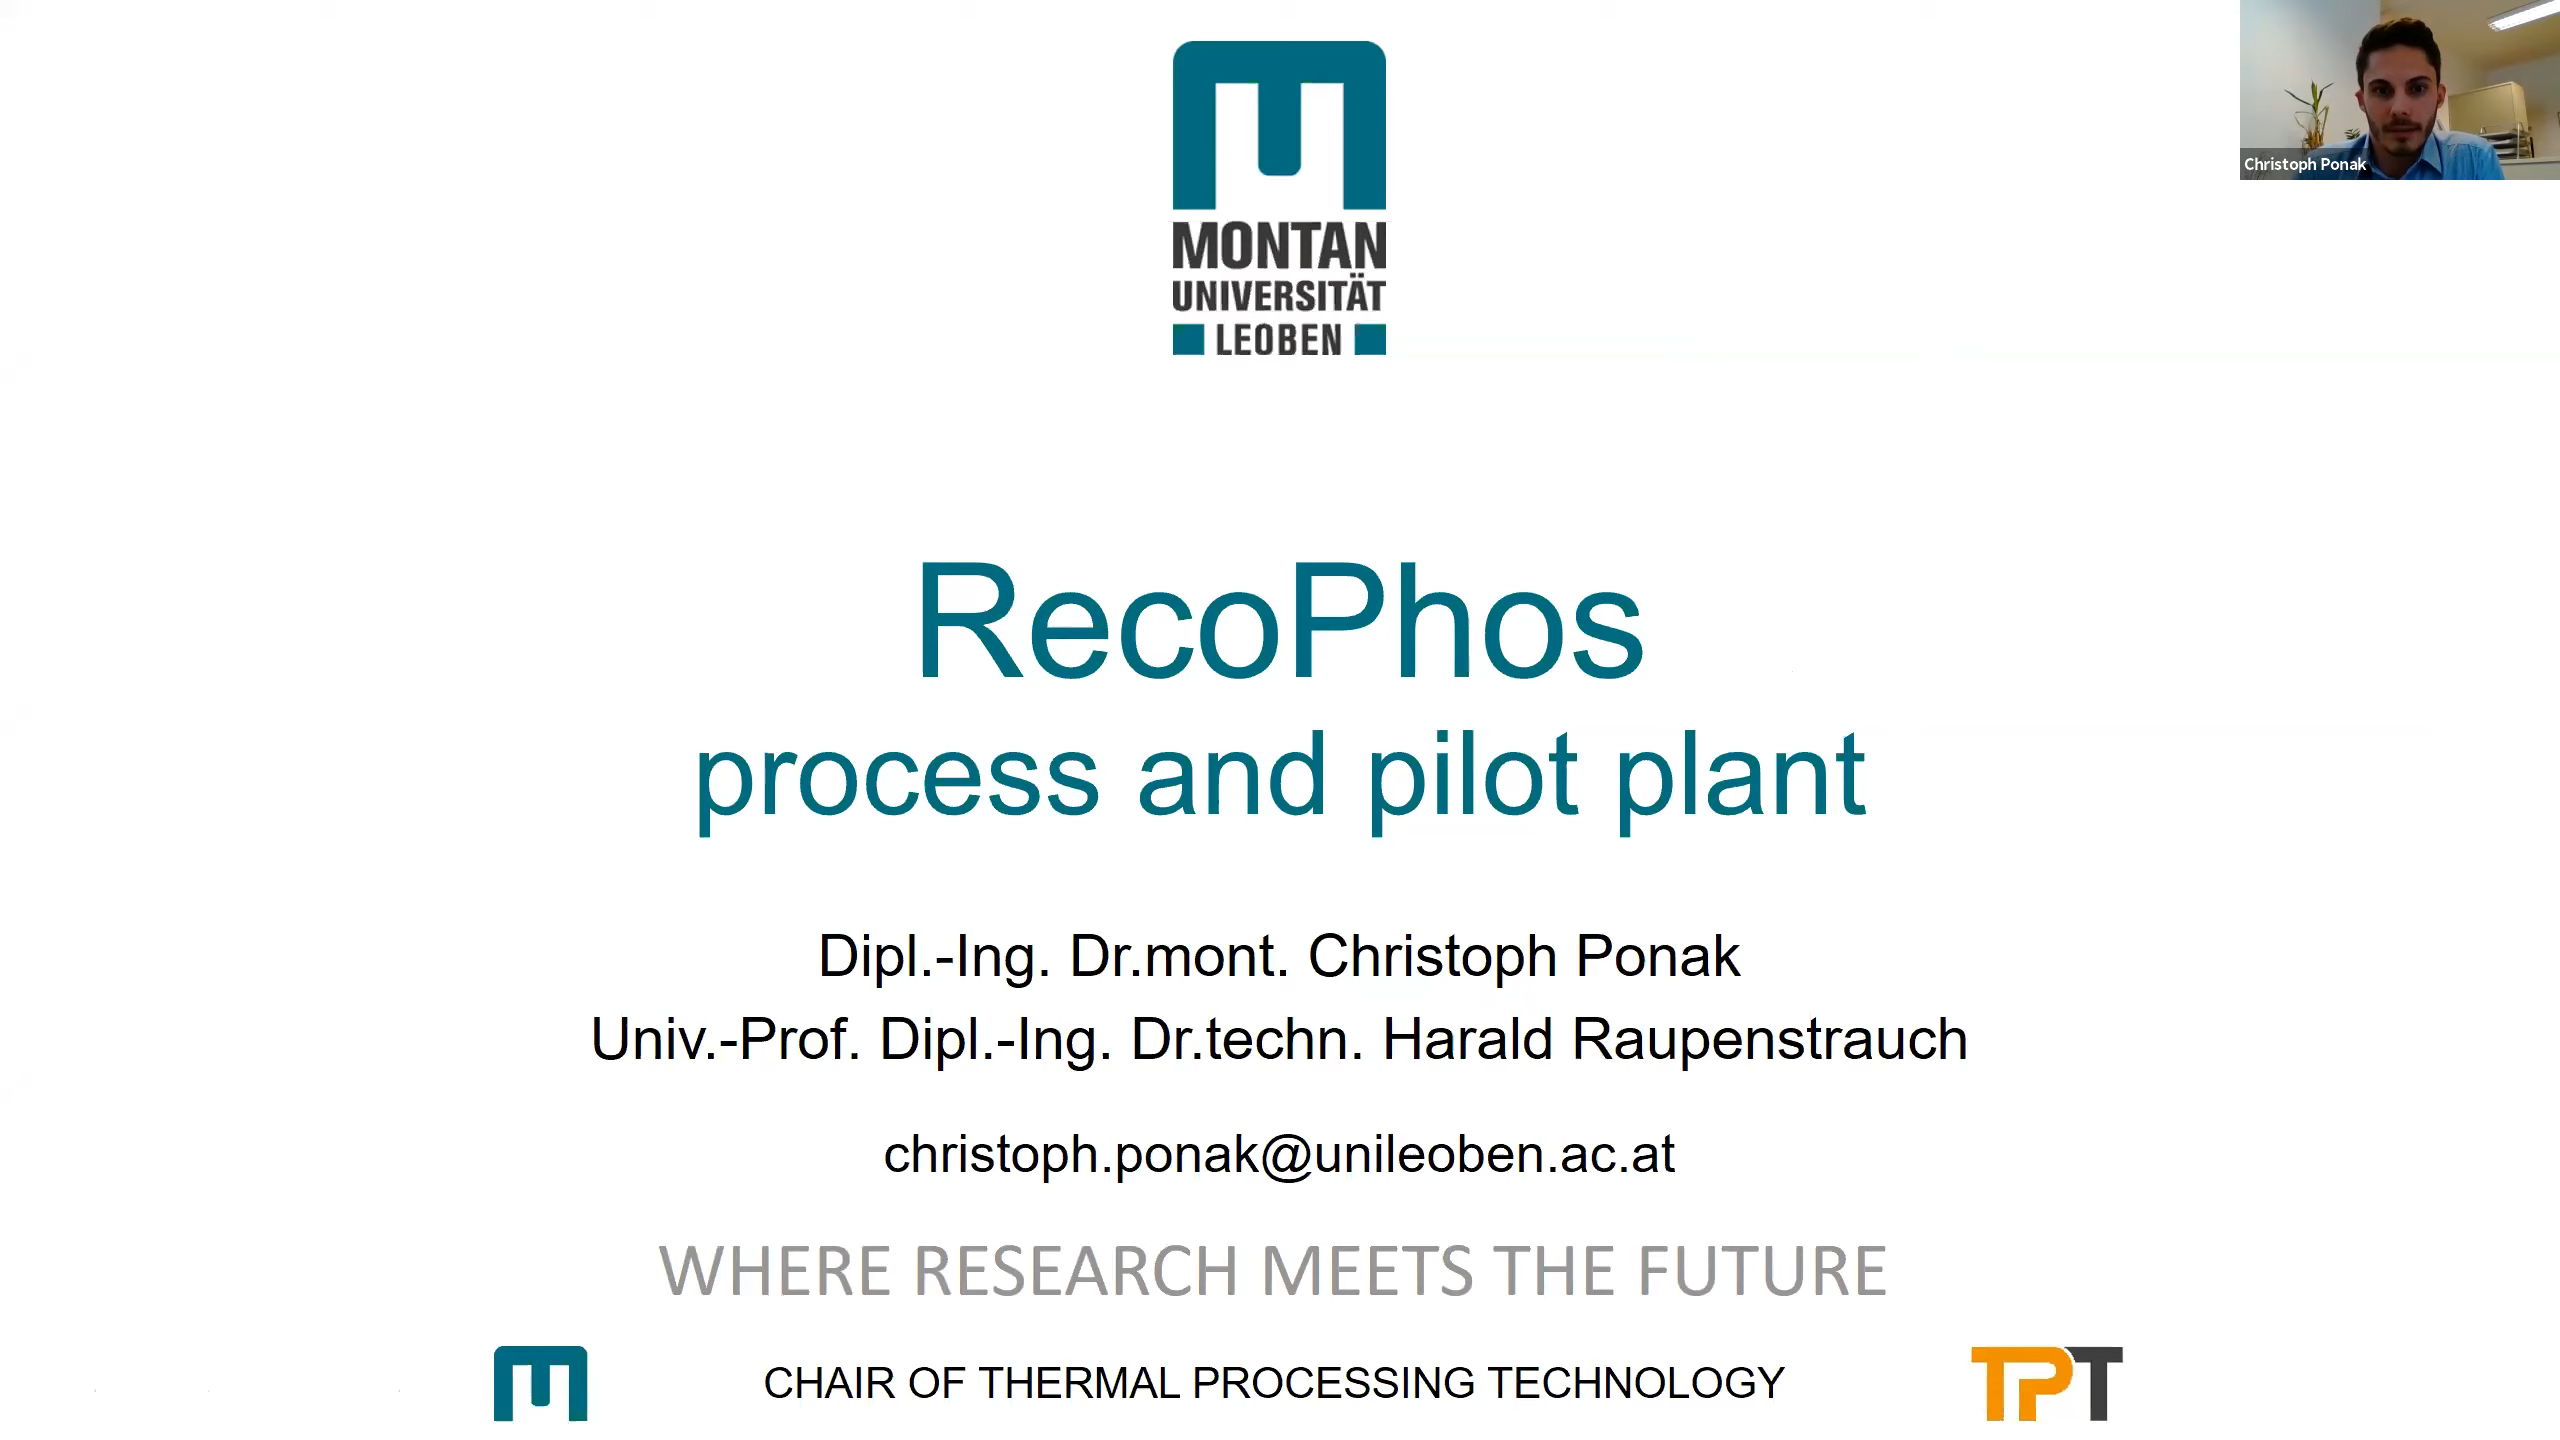 MONTAN
UNIVERSITÄT
LEOBEN
Christoph Ponak
RecoPhos
process and pilot plant
Dipl.-Ing. Dr.mont. Christoph Ponak
Univ.-Prof. Dipl.-Ing. Dr.techn. Harald Raupenstrauch
christoph.ponak@unileoben.ac.at
WHERE RESEARCH MEETS THE FUTURE
CHAIR OF THERMAL PROCESSING TECHNOLOGY
TPT